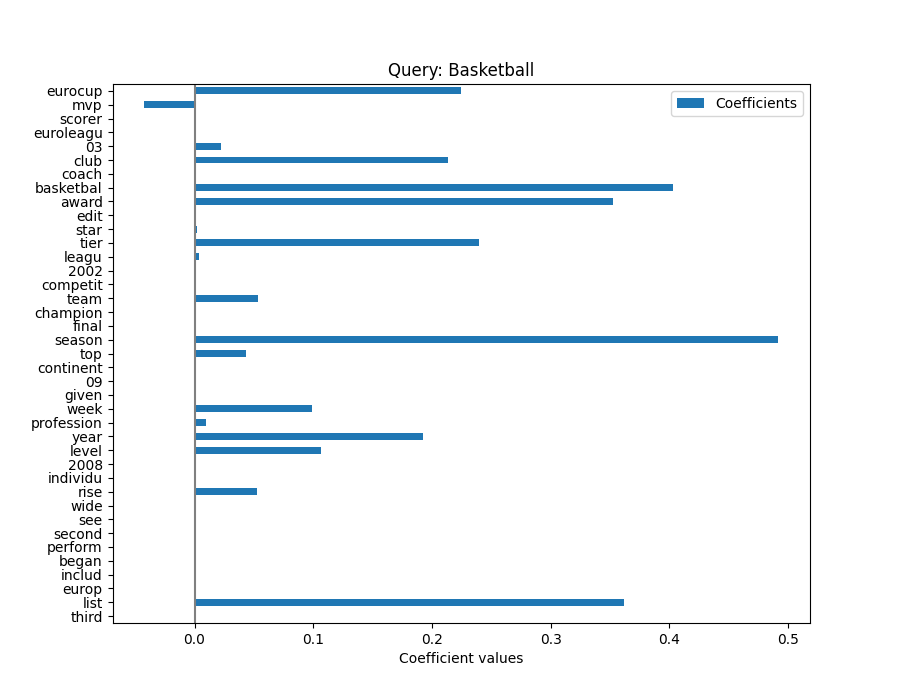 Query: Basketball
Coefficients
eurocup
mvp
scorer
euroleagu
03
club
coach
basketbal
award
edit
star
tier
leagu
2002
competit
team
champion
final
season
top
continent
09
given
week
profession
year
level
2008
individu
rise
wide
see
second
perform
began
includ
europ
list
third
0.0 0.1 0.2 0.3 0.4 0.5
Coefficient values